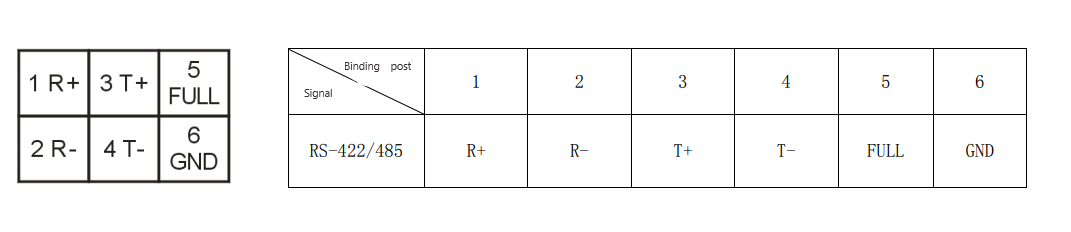 1 R+ 3 T+ 5 FULL
2 R- 4 T- 6 GND
Binding post
Signal
1 2 3 4 5 6
RS-422/485 R+ R- T+ T- FULL GND